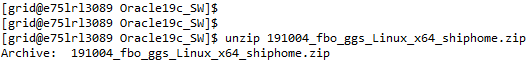 [grid@e75lrl3089 Oracle19c_SW]$
[grid@e75lrl3089 Oracle19c_SW]$
[grid@e75lrl3089 Oracle19c_SW]$ unzip 191004_fbo_ggs_Linux_x64_shiphome.zip
Archive:  191004_fbo_ggs_Linux_x64_shiphome.zip